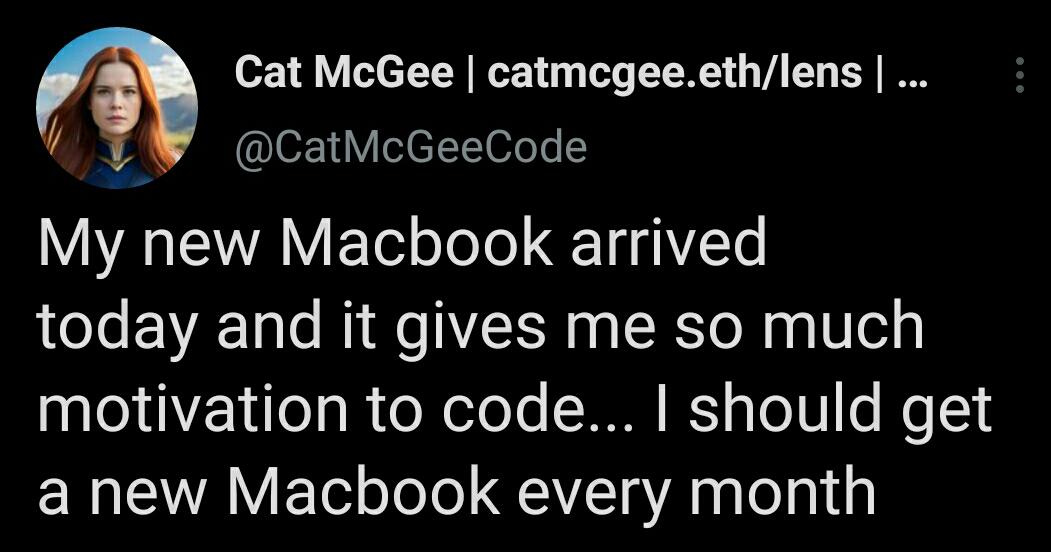 Cat McGee | catmcgee.eth/lens | ...
@CatMcGeeCode
My new Macbook arrived
today and it gives me so much
motivation to code... I should get
a new Macbook every month